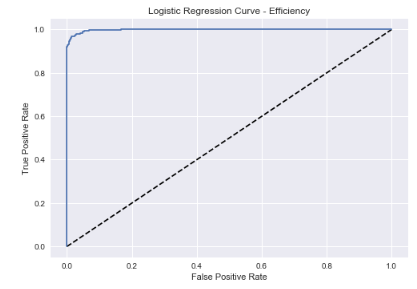 Logistic Regression Curve - Efficiency
1.0
0.8
0.6
0.4
0.2
0.0
True Positive Rate
0.0 0.2 0.4 0.6 0.8 1.0
False Positive Rate